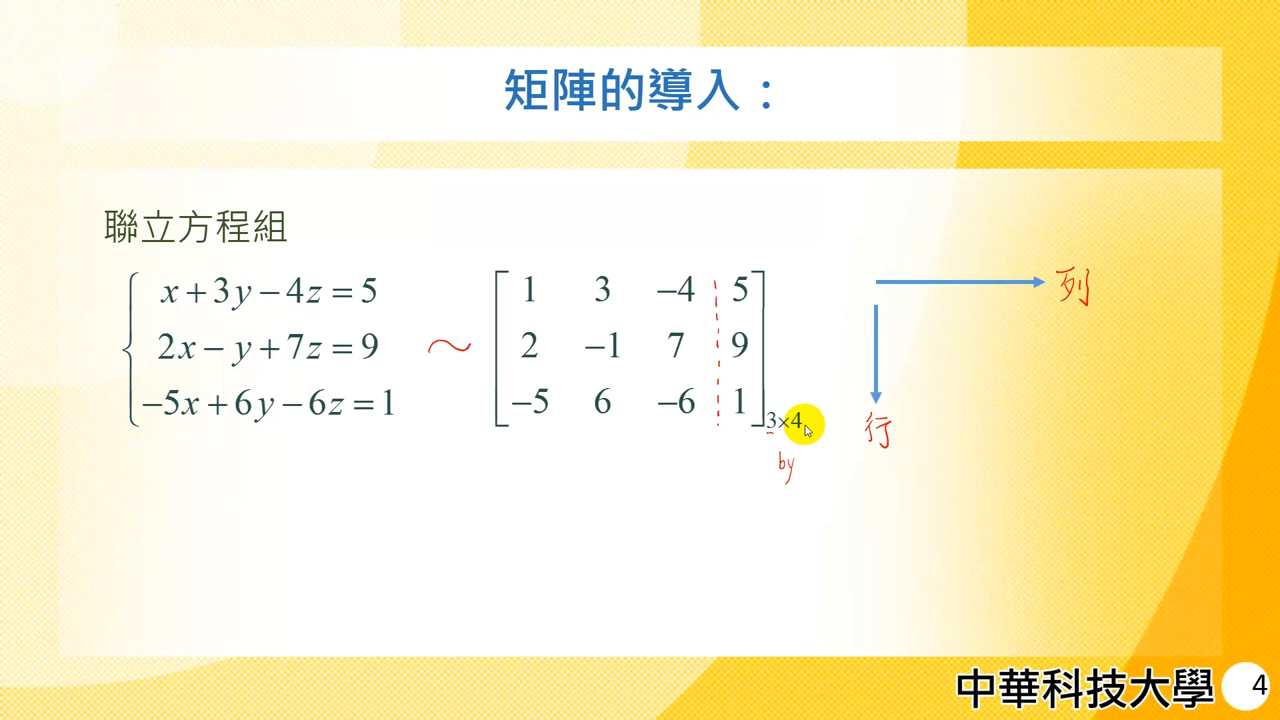 矩陣的導入：
聯立方程組
x+3y−4z=5
2x−y+7z=9
−5x+6y−6z=1
~
1 3 −4 5
2 −1 7 9
−5 6 −6 1
3×4
by
列
行
中華科技大學 4